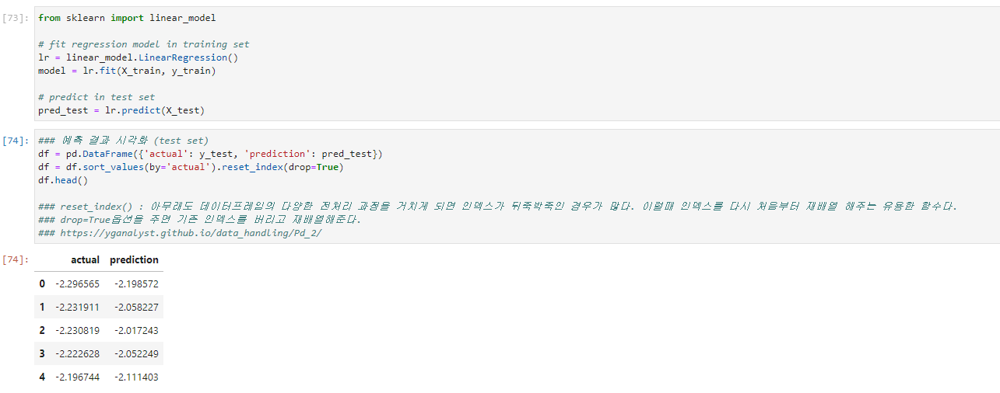 [73]: from sklearn import linear_model
# fit regression model in training set
lr = linear_model.LinearRegression()
model = lr.fit(X_train, y_train)
# predict in test set
pred_test = lr.predict(X_test)
[74]: ### 예측 결과 시각화 (test set)
df = pd.DataFrame({'actual': y_test, 'prediction': pred_test})
df = df.sort_values(by='actual').reset_index(drop=True)
df.head()
### reset_index() : 아무래도 데이터프레임의 다양한 전처리 과정을 거치게 되면 인덱스가 뒤죽박죽인 경우가 많다. 이럴때 인덱스를 다시 처음부터 재배열 해주는 유용한 함수다.
### drop=True옵션을 주면 기존 인덱스를 버리고 재배열해준다.
### https://yganalyst.github.io/data_handling/Pd_2/
[74]: actual prediction
0 -2.296565 -2.198572
1 -2.231911 -2.058227
2 -2.230819 -2.017243
3 -2.222628 -2.052249
4 -2.196744 -2.111403